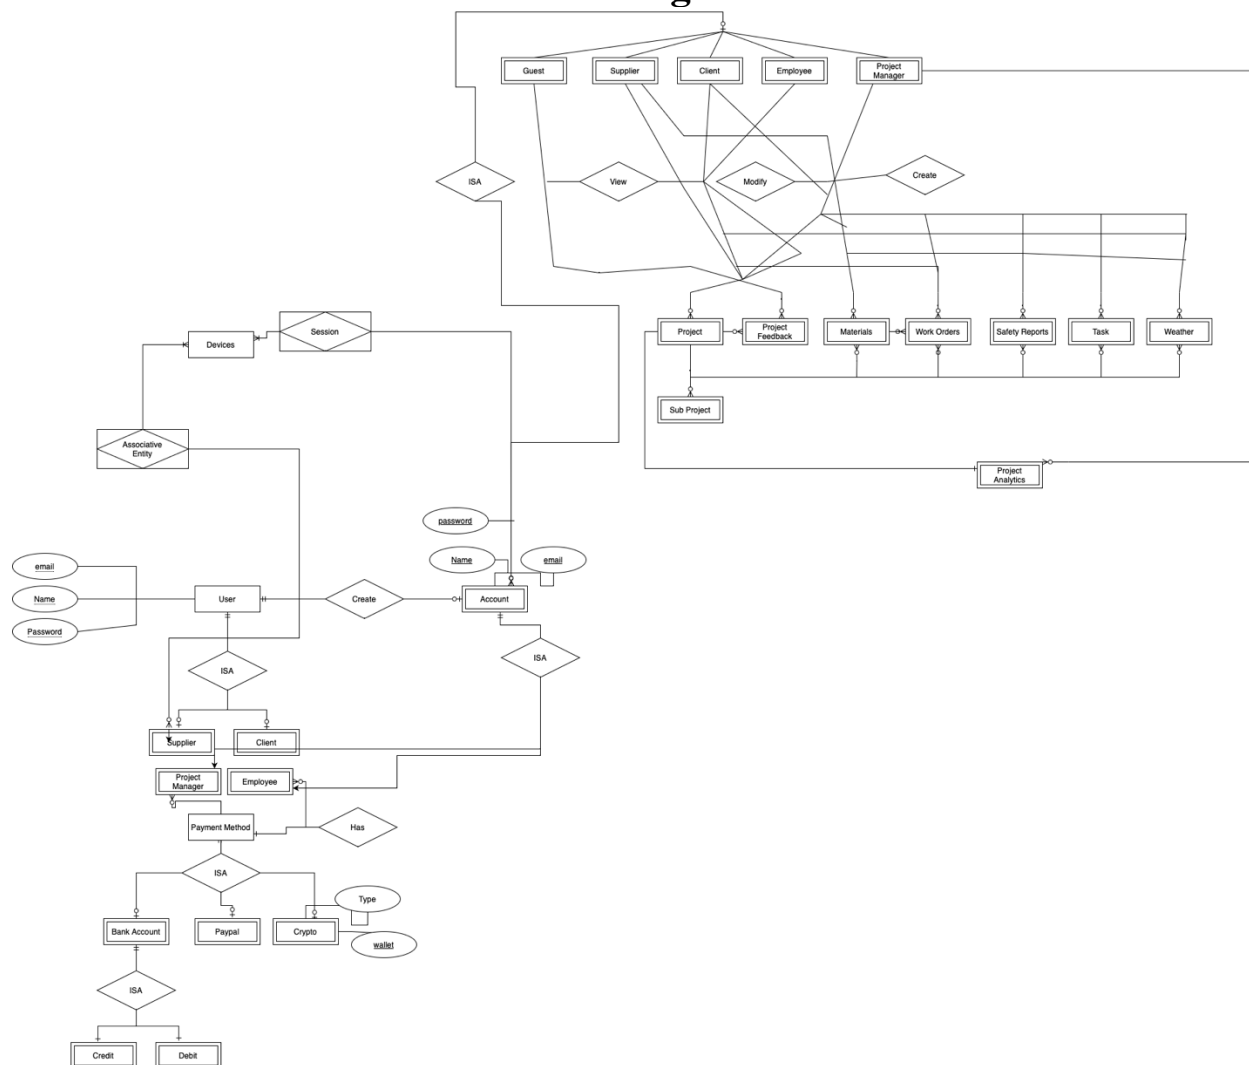 g
Guest
Supplier
Client
Employee
Project
Manager
ISA
View
Modify
Create
Devices
Session
Project
Project
Feedback
Materials
Work Orders
Safety Reports
Task
Weather
Sub Project
Associative
Entity
Project
Analytics
password
Name
email
email
Name
Password
User
Create
Account
ISA
ISA
Supplier
Client
Project
Manager
Employee
Payment Method
Has
ISA
Type
Bank Account
Paypal
Crypto
wallet
ISA
Credit
Debit